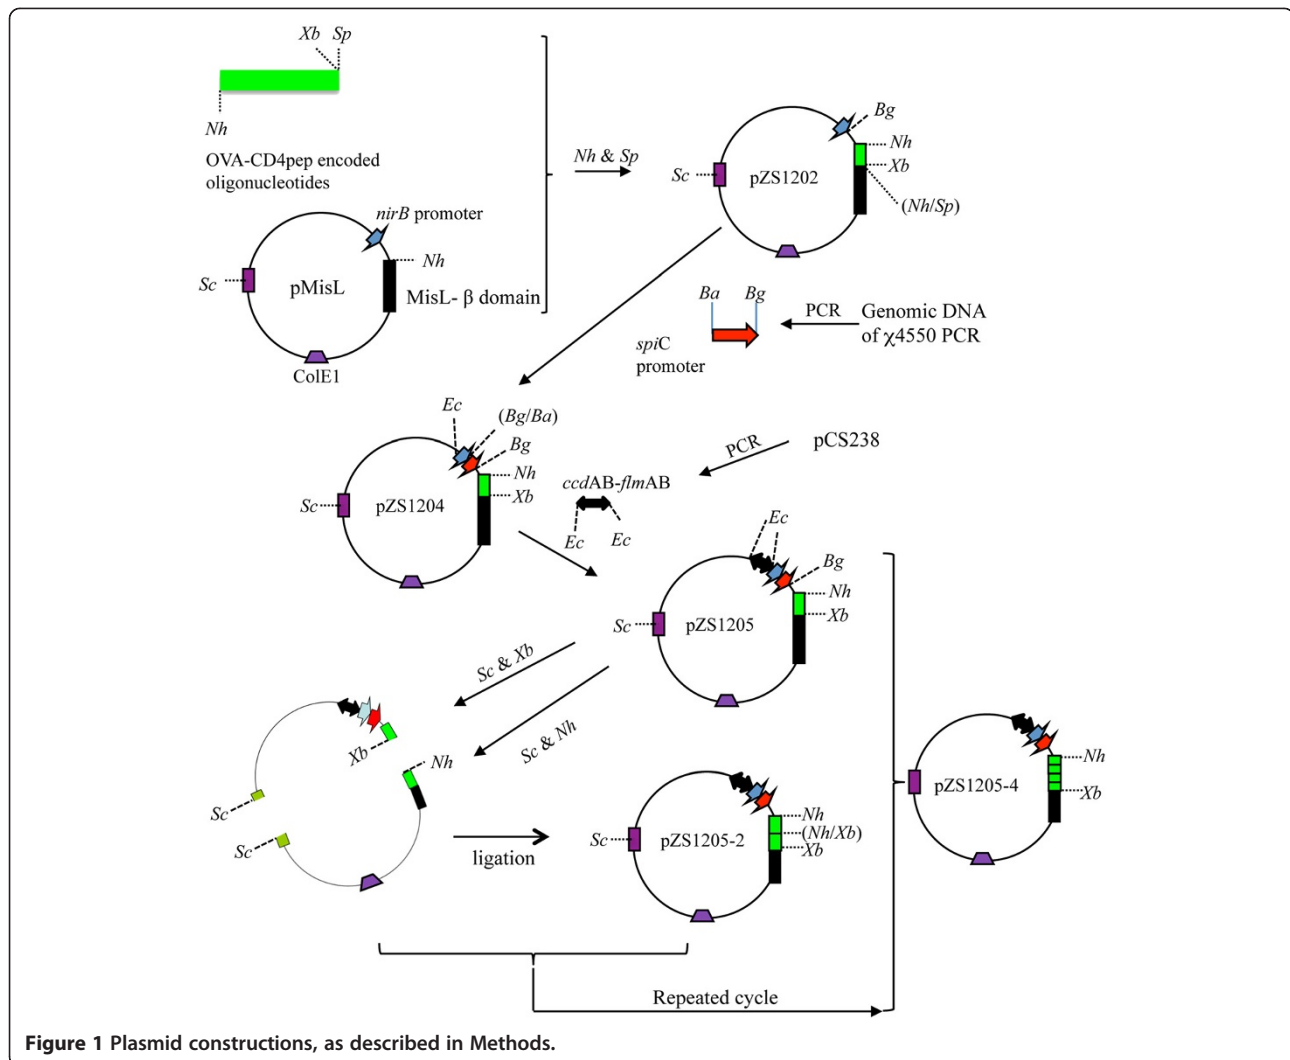 Xb Sp
Nh
OVA-CD4pep encoded
oligonucleotides
nirB promoter
Nh
Sc
pMisL
MisL- β domain
ColE1
Nh & Sp
Bg
Nh
Xb
Sc
pZS1202
(Nh/Sp)
Ba Bg
spiC
promoter
PCR
Genomic DNA
of χ4550 PCR
Ec
(Bg/Ba)
Bg
Nh
Xb
Sc
pZS1204
PCR
pCS238
ccdAB-flmAB
Ec Ec
Ec
Bg
Nh
Xb
Sc
pZS1205
Sc & Xb
Sc & Nh
Xb
Nh
Sc
Sc
ligation
Nh
(Nh/Xb)
Xb
Sc
pZS1205-2
Nh
pZS1205-4
Xb
Repeated cycle
Figure 1 Plasmid constructions, as described in Methods.